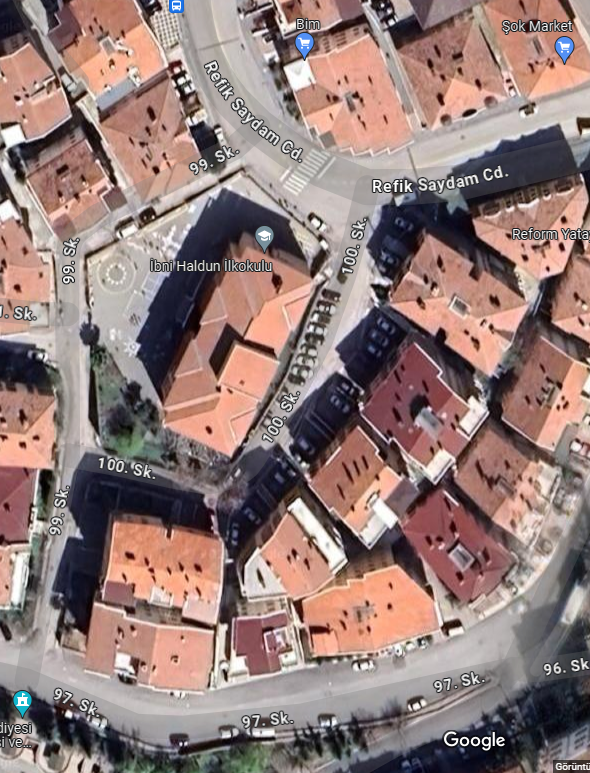 Bim
Şok Market
Refik Saydam Cd.
99. Sk.
Refik Saydam Cd.
100. Sk.
99. Sk.
Reform Yata
İbni Haldun İlkokulu
1. Sk.
100. Sk.
100. Sk.
99. Sk.
96. Sk
97. Sk.
97. Sk.
97. Sk.
diyesi
i ve...
Google
Görüntü